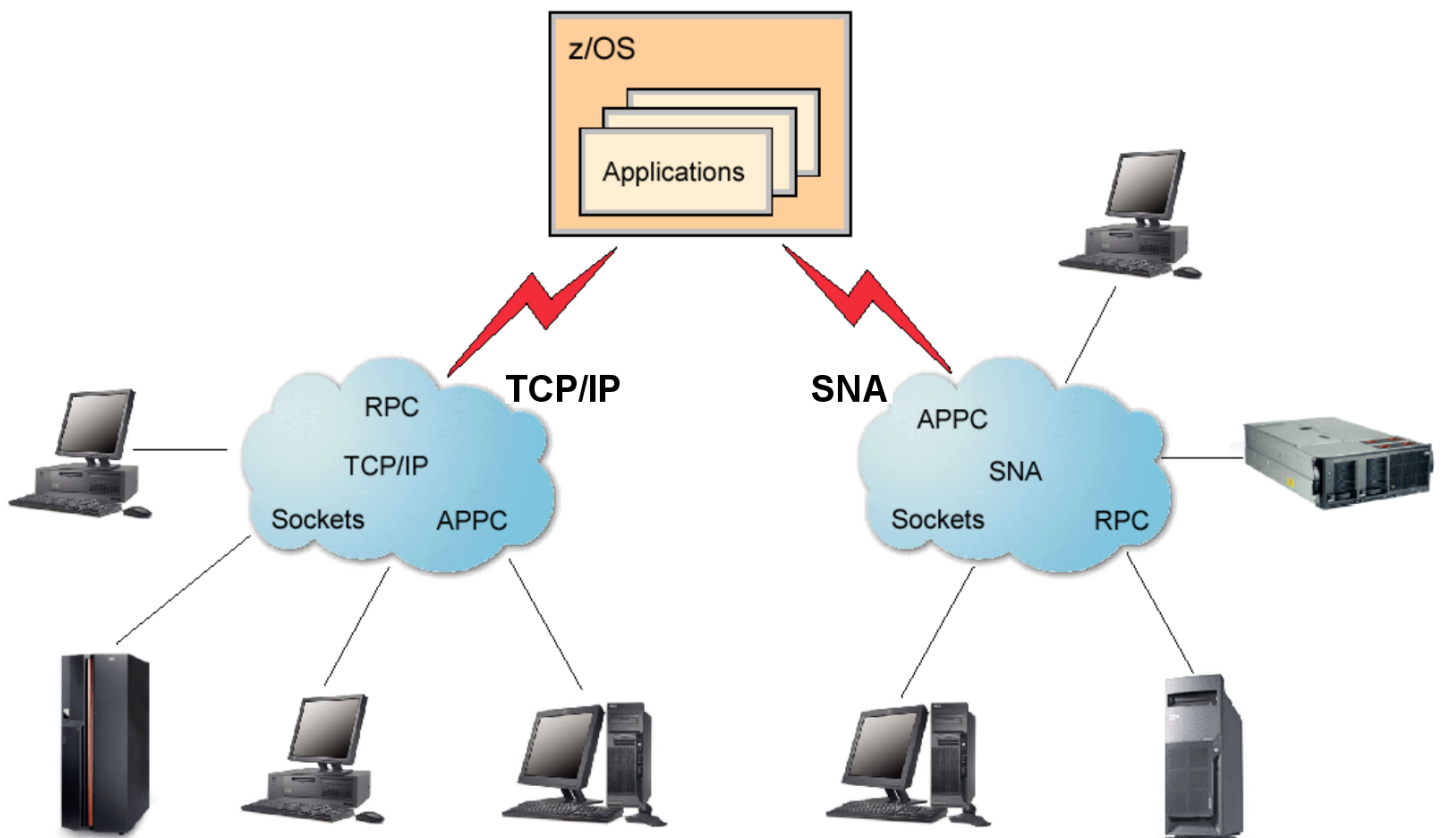 z/OS
Applications
TCP/IP
SNA
RPC
TCP/IP
Sockets
APPC
APPC
SNA
Sockets
RPC